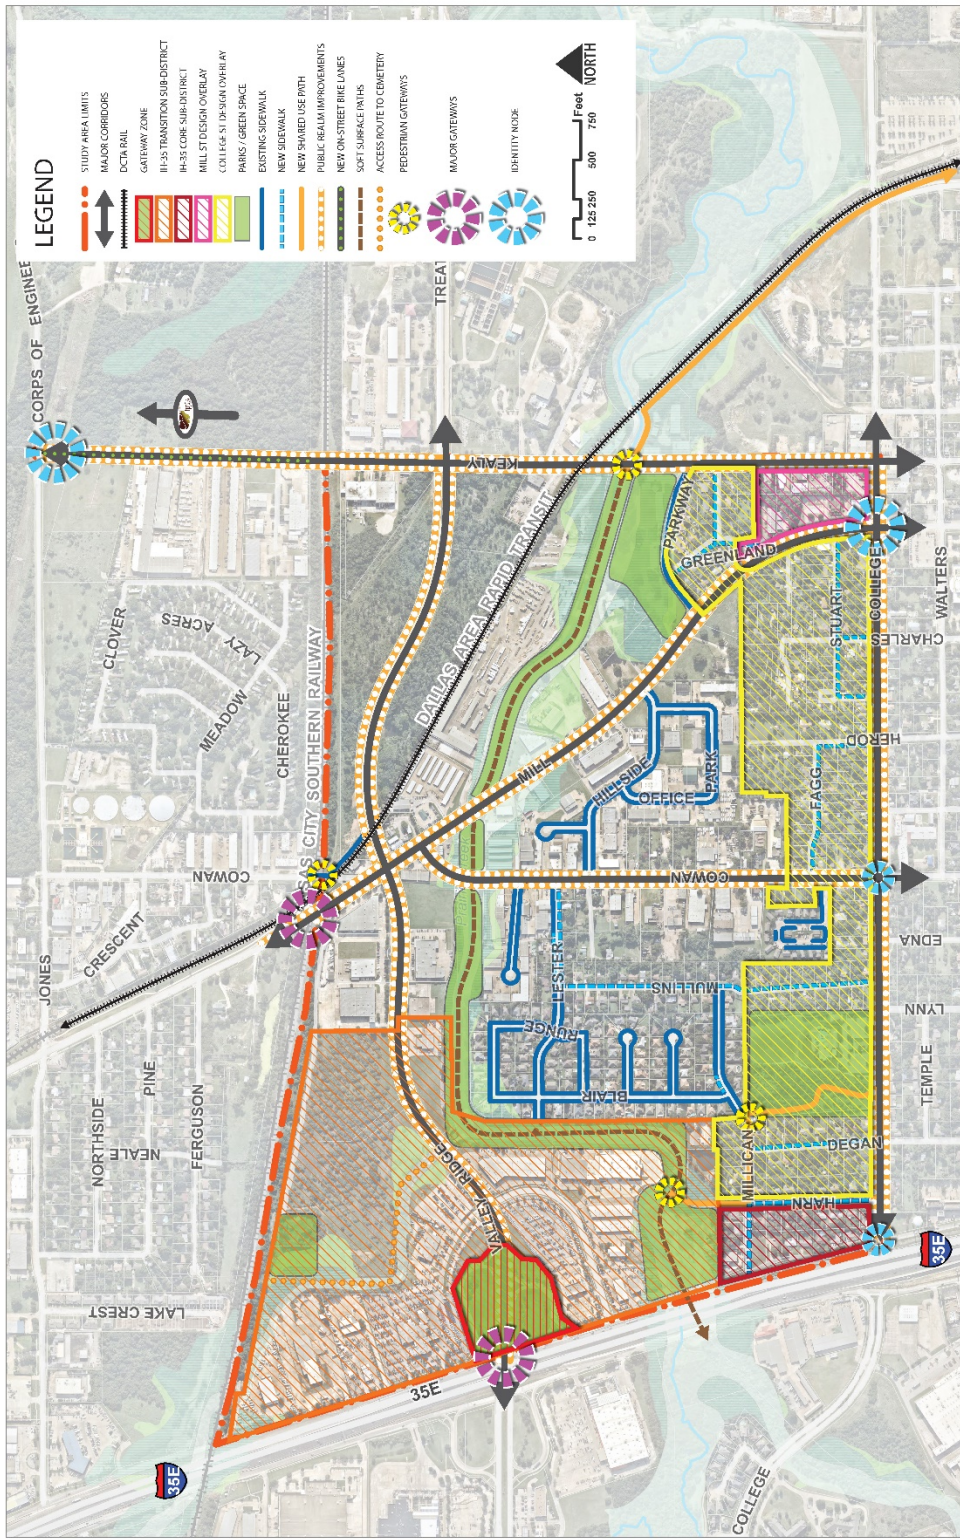 LEGEND
STUDY AREA LIMITS
MAJOR CORRIDORS
DCTA RAIL
GATEWAY ZONE
IH-35 TRANSITION SUB-DISTRICT
IH-35 CORE SUB-DISTRICT
MILL ST DESIGN OVERLAY
COLLEGE ST DESIGN OVERLAY
PARKS / GREEN SPACE
EXISTING SIDEWALK
NEW SIDEWALK
NEW SHARED USE PATH
PUBLIC REALM IMPROVEMENTS
NEW ON-STREET BIKE LANES
SOFT SURFACE PATHS
ACCESS ROUTE TO CEMETERY
PEDESTRIAN GATEWAYS
MAJOR GATEWAYS
IDENTITY NODE
0 125 250 500 750
Feet
NORTH
CORPS OF ENGINEE
TREAT
KEALY
CLOVER
LAZY
ACRES
MEADOW
CHEROKEE
COWAN
SAS CITY SOUTHERN RAILWAY
DALLAS AREA RAPID TRANSIT
JONES
CRESCENT
NORTHSIDE
PINE
NEALE
FERGUSON
LAKE CREST
35E
35E
VALLEY RIDGE
MILL
HILLSIDE
OFFICE
PARK
COWAN
LESTER
RUNGE
BLAIR
MULLINS
MILLICAN
DEGAN
HARN
PARKWAY
GREENLAND
STUART
COLLEGE
FAGG
HEROD
CHARLES
WALTERS
EDNA
LYNN
TEMPLE
35E
COLLEGE